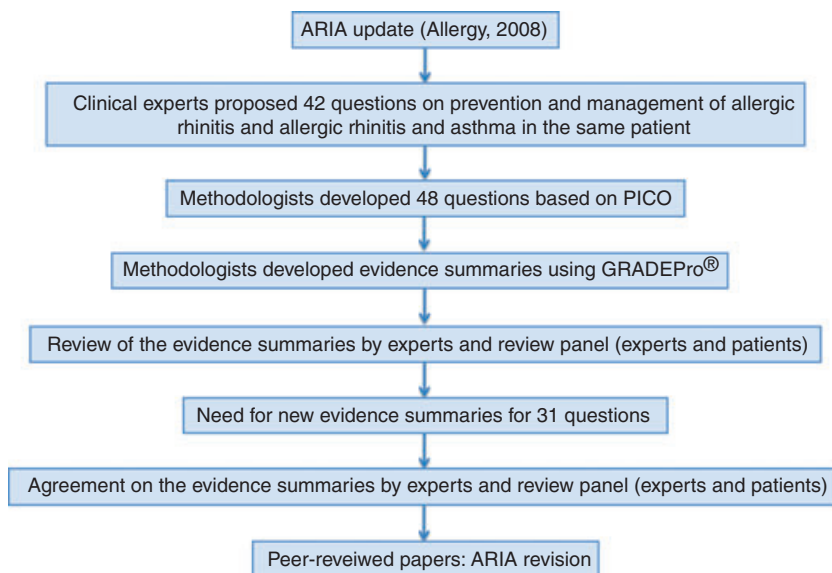 ARIA update (Allergy, 2008)
Clinical experts proposed 42 questions on prevention and management of allergic
rhinitis and allergic rhinitis and asthma in the same patient
Methodologists developed 48 questions based on PICO
Methodologists developed evidence summaries using GRADEPro®
Review of the evidence summaries by experts and review panel (experts and patients)
Need for new evidence summaries for 31 questions
Agreement on the evidence summaries by experts and review panel (experts and patients)
Peer-reveiwed papers: ARIA revision